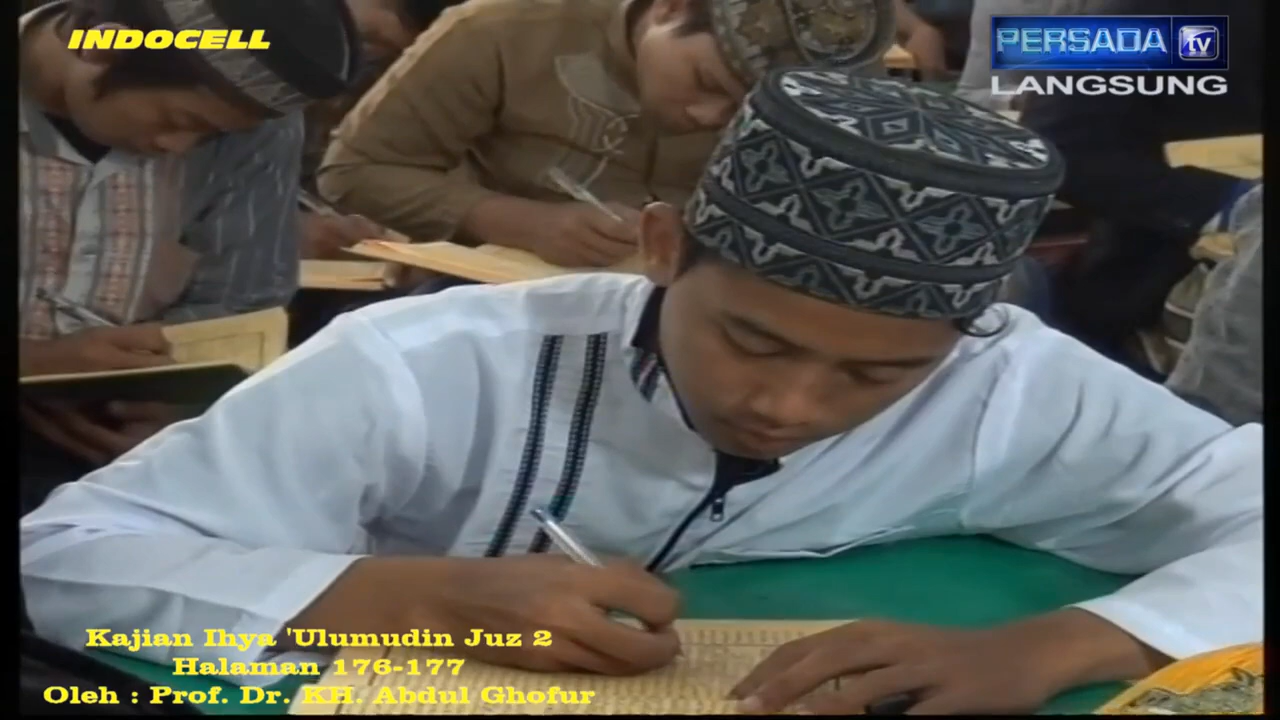 INDOCELL
PERSADA tv
LANGSUNG
Kajian Ihya 'Ulumudin Juz 2
Halaman 176-177
Oleh : Prof. Dr. KH. Abdul Ghofur